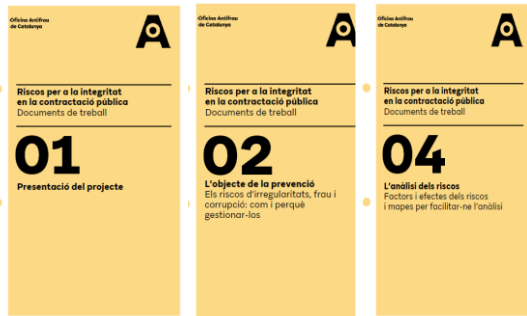 Oficina Antifrau
de Catalunya
Riscos per a la integritat
en la contractació pública
Documents de treball
01
Presentació del projecte
Oficina Antifrau
de Catalunya
Riscos per a la integritat
en la contractació pública
Documents de treball
02
L'objecte de la prevenció
Els riscos d'irregularitats, frau i
corrupció: com i perquè
gestionar-los
Oficina Antifrau
de Catalunya
Riscos per a la integritat
en la contractació pública
Documents de treball
04
L'anàlisi dels riscos
Factors i efectes dels riscos
i mapes per facilitar-ne l'anàlisi